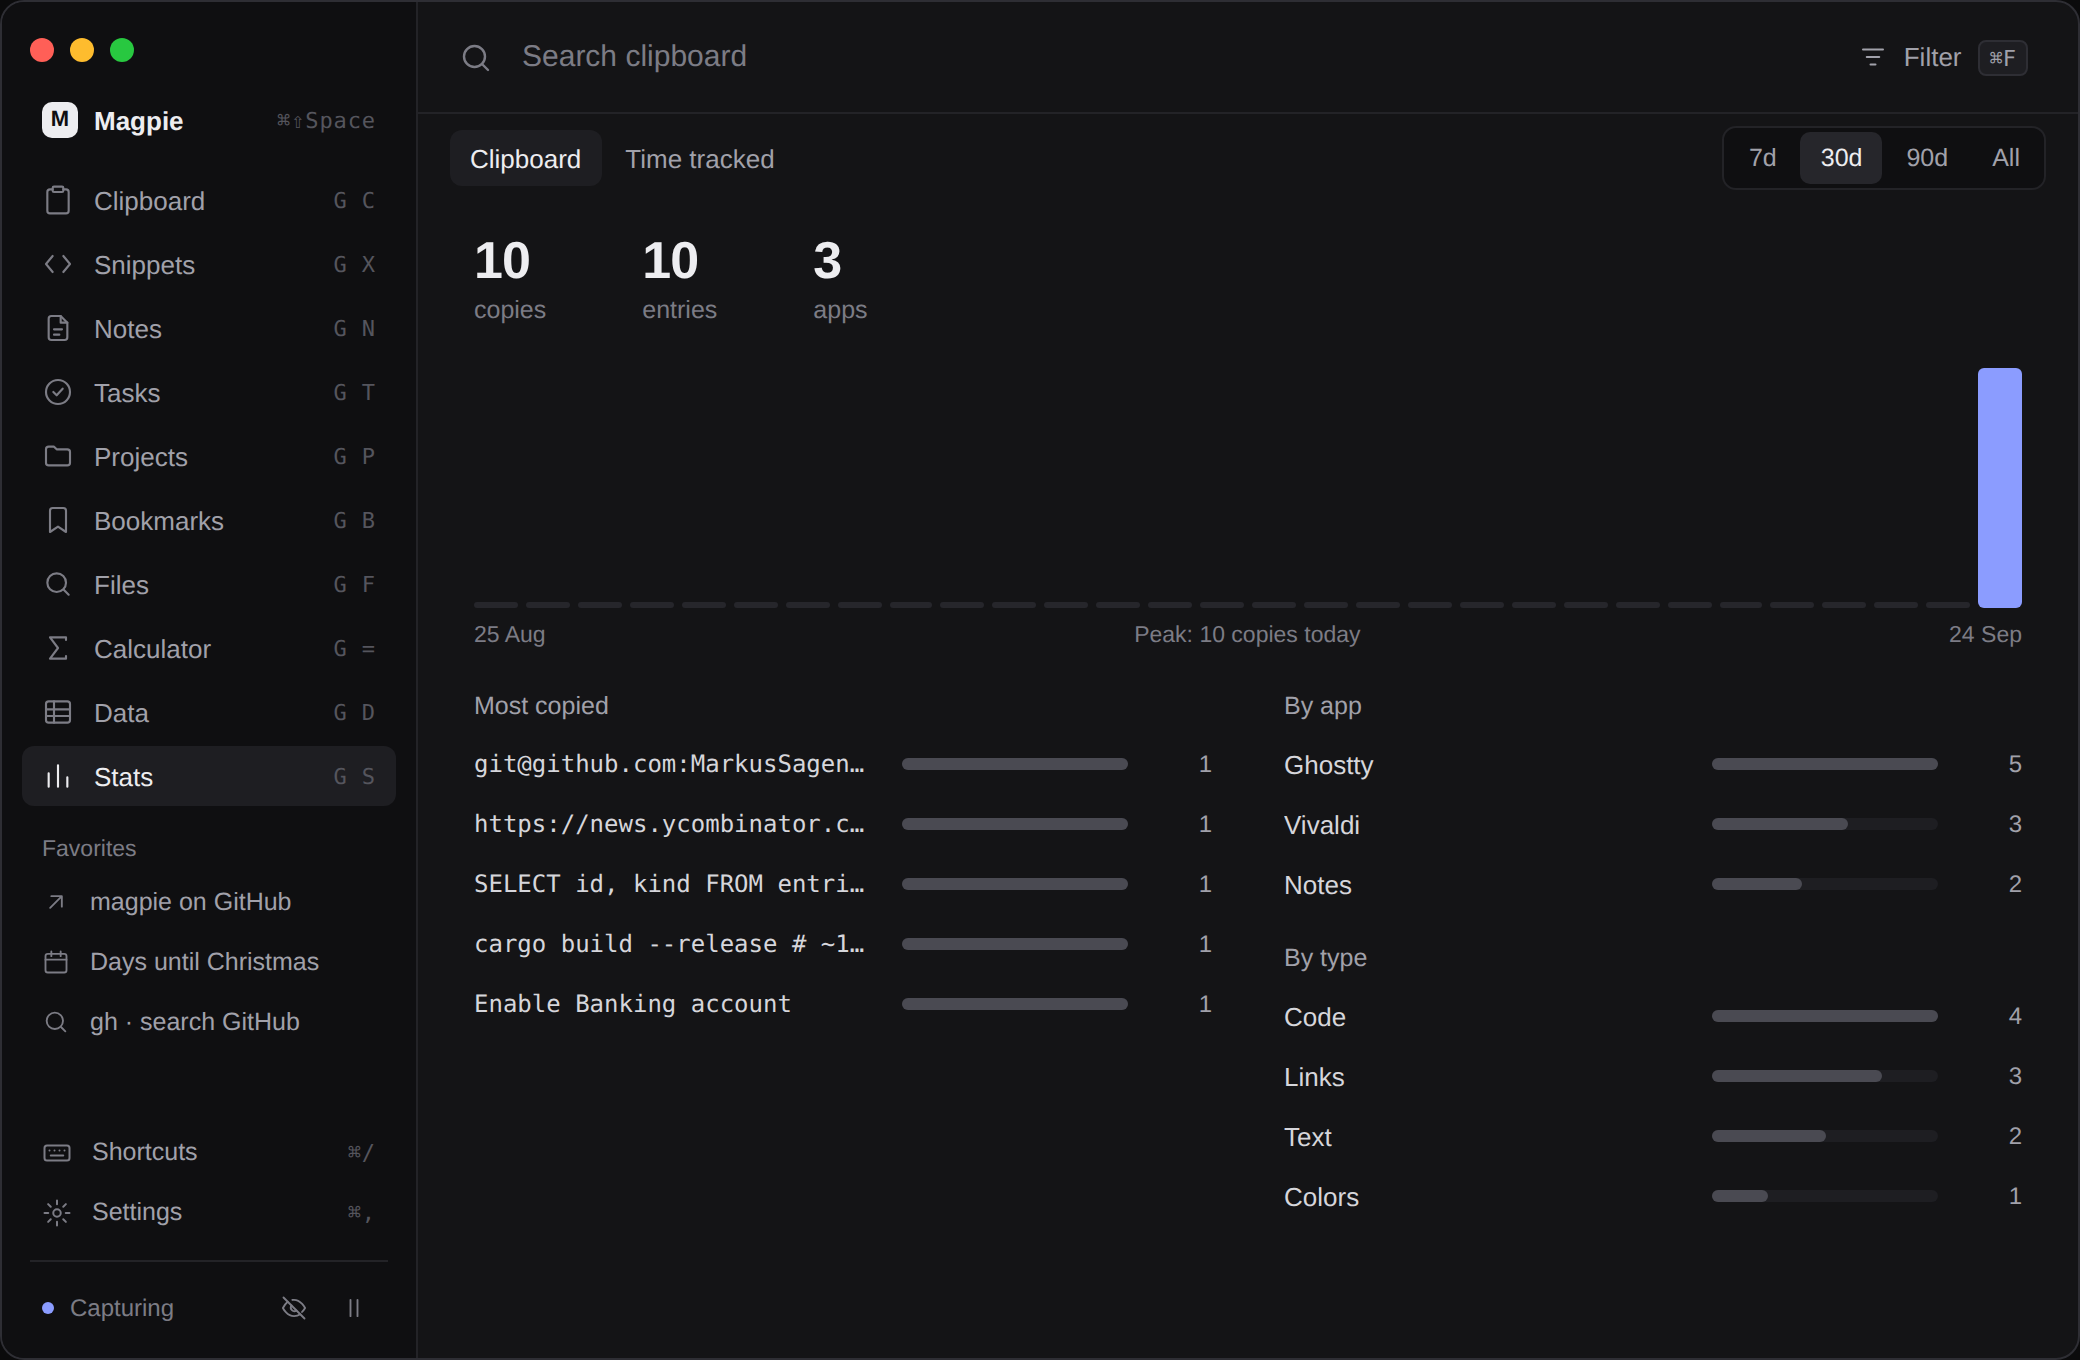 M Magpie ⌘⇧Space
Clipboard G C
Snippets G X
Notes G N
Tasks G T
Projects G P
Bookmarks G B
Files G F
Calculator G =
Data G D
Stats G S
Favorites
magpie on GitHub
Days until Christmas
gh · search GitHub
Shortcuts ⌘/
Settings ⌘,
Capturing
Search clipboard
Filter ⌘F
Clipboard Time tracked
7d 30d 90d All
10 10 3
copies entries apps
25 Aug Peak: 10 copies today 24 Sep
Most copied
git@github.com:MarkusSagen… 1
https://news.ycombinator.c… 1
SELECT id, kind FROM entri… 1
cargo build --release # ~1… 1
Enable Banking account 1
By app
Ghostty 5
Vivaldi 3
Notes 2
By type
Code 4
Links 3
Text 2
Colors 1